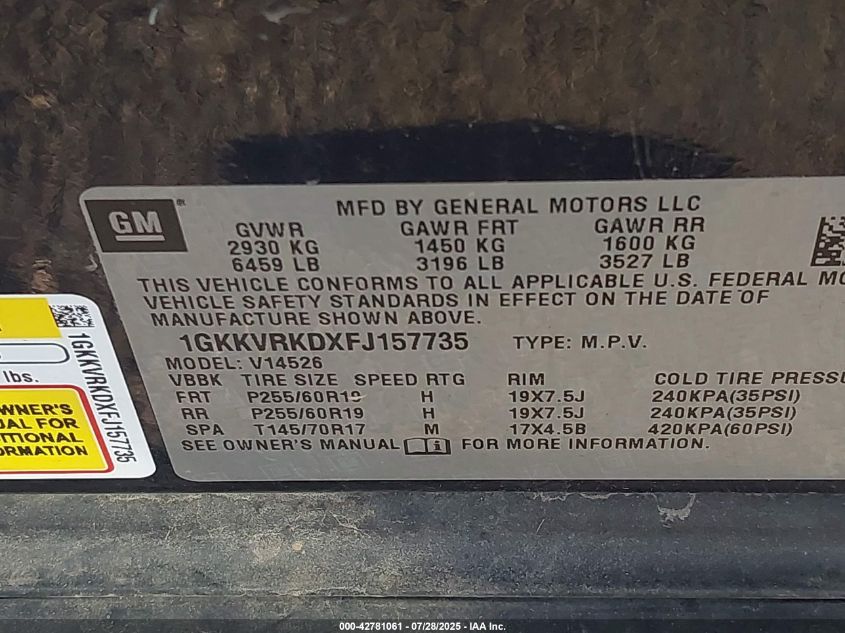 MFD BY GENERAL MOTORS LLC
GM
GVWR GAWR FRT GAWR RR
2930 KG 1450 KG 1600 KG
6459 LB 3196 LB 3527 LB
THIS VEHICLE CONFORMS TO ALL APPLICABLE U.S. FEDERAL
VEHICLE SAFETY STANDARDS IN EFFECT ON THE DATE OF
MANUFACTURE SHOWN ABOVE.
1GKKVRKDXFJ157735 TYPE: M.P.V.
MODEL: V14526
VBBK TIRE SIZE SPEED RTG RIM COLD TIRE
FRT P255/60R19 H 19X7.5J 240KPA(35PSI)
RR P255/60R19 H 19X7.5J 240KPA(35PSI)
SPA T145/70R17 M 17X4.5B 420KPA(60PSI)
SEE OWNER'S MANUAL FOR MORE INFORMATION.
lbs.
1GKKVRKDXFJ157735
000-42781061 / 07/28/2025 - IAA Inc.